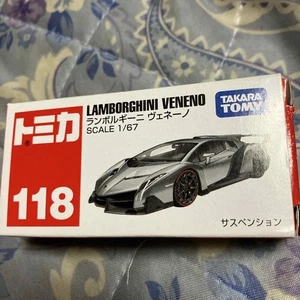 トミカ
118
LAMBORGHINI VENENO
ランボルギーニ ヴェネーノ
SCALE 1/67
TAKARA TOMY
サスペンション